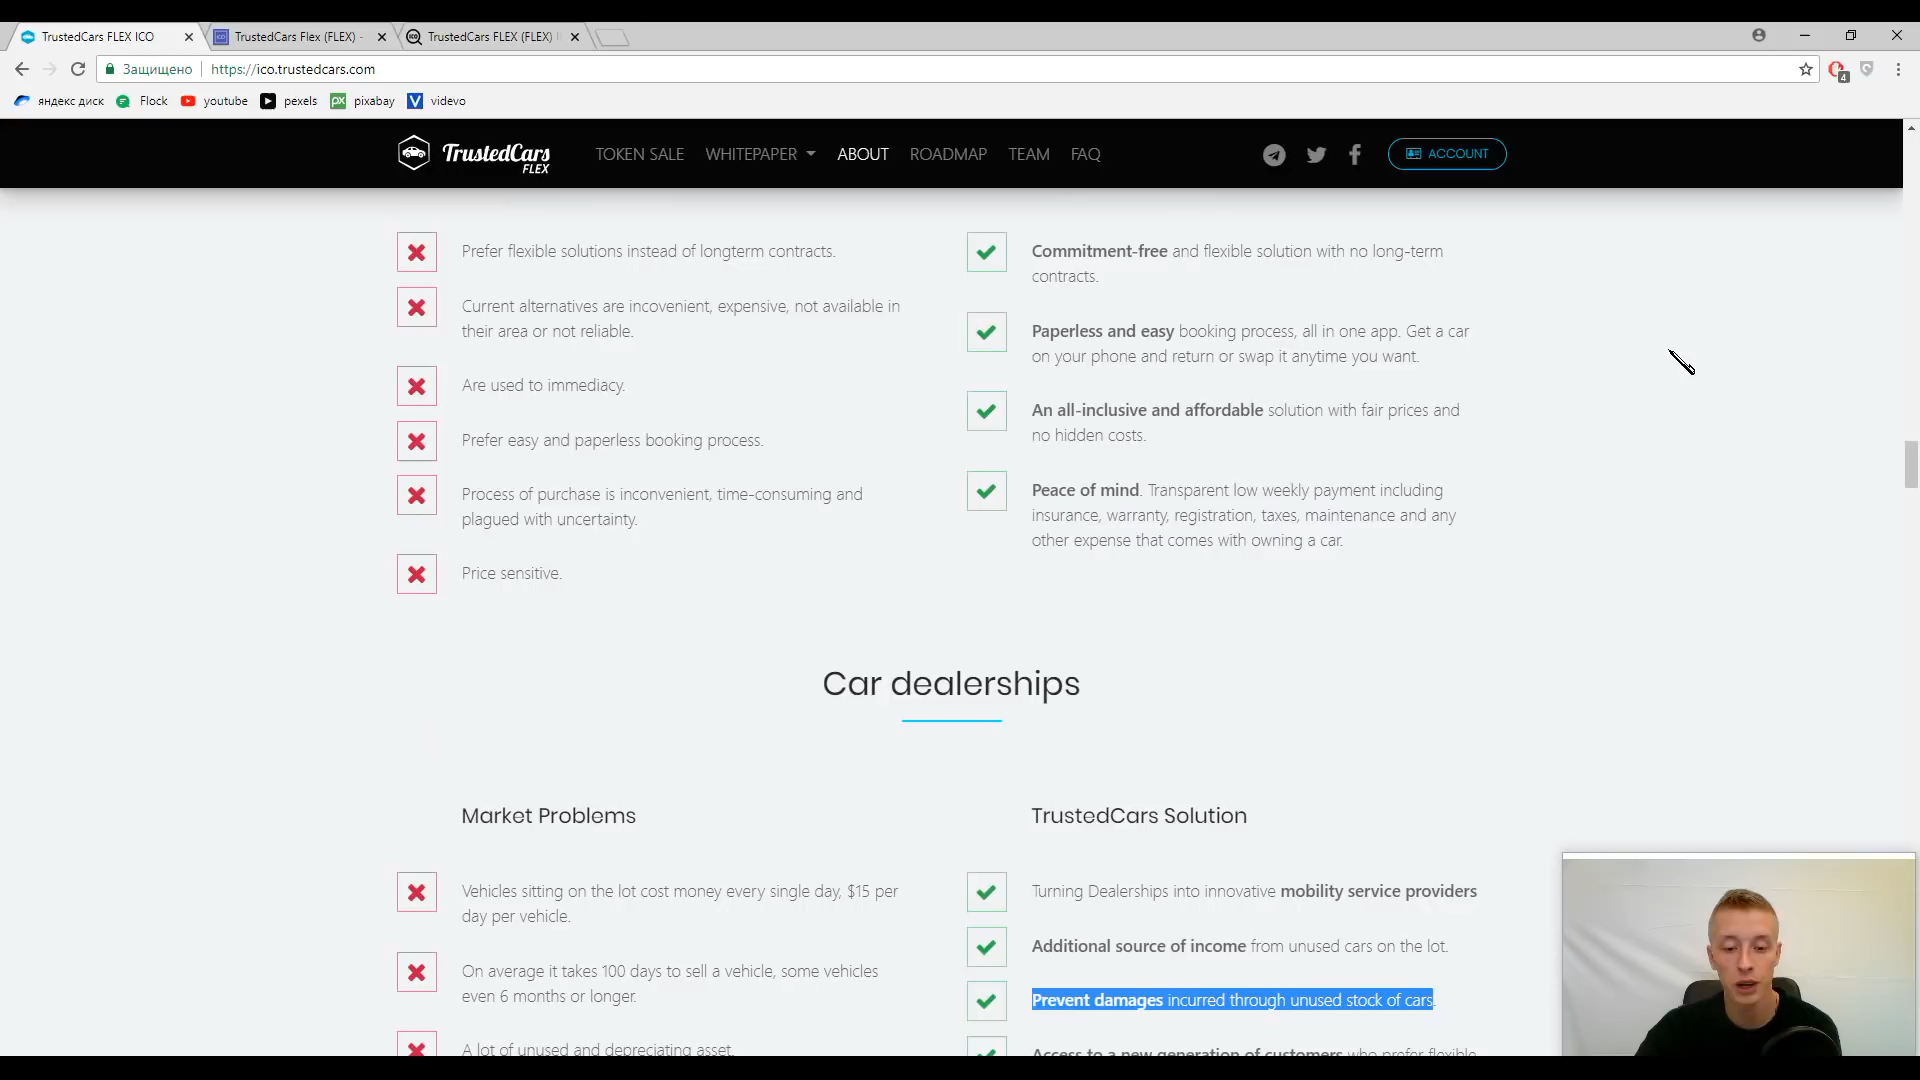 TrustedCars FLEX ICO
TrustedCars Flex (FLEX) -
TrustedCars FLEX (FLEX)
Защищено
https://ico.trustedcars.com
4
яндекс диск
Flock
youtube
pexels
px pixabay
videvo
TrustedCars
FLEX
TOKEN SALE
WHITEPAPER
ABOUT
ROADMAP
TEAM
FAQ
ACCOUNT
Prefer flexible solutions instead of longterm contracts.
Current alternatives are incovenient, expensive, not available in
their area or not reliable.
Are used to immediacy.
Prefer easy and paperless booking process.
Process of purchase is inconvenient, time-consuming and
plagued with uncertainty.
Price sensitive.
Commitment-free and flexible solution with no long-term
contracts.
Paperless and easy booking process, all in one app. Get a car
on your phone and return or swap it anytime you want.
An all-inclusive and affordable solution with fair prices and
no hidden costs.
Peace of mind. Transparent low weekly payment including
insurance, warranty, registration, taxes, maintenance and any
other expense that comes with owning a car.
Car dealerships
Market Problems
Vehicles sitting on the lot cost money every single day, $15 per
day per vehicle.
On average it takes 100 days to sell a vehicle, some vehicles
even 6 months or longer.
A lot of unused and depreciating asset.
TrustedCars Solution
Turning Dealerships into innovative mobility service providers
Additional source of income from unused cars on the lot.
Prevent damages incurred through unused stock of cars.
Access to a new generation of customers who prefer flexible